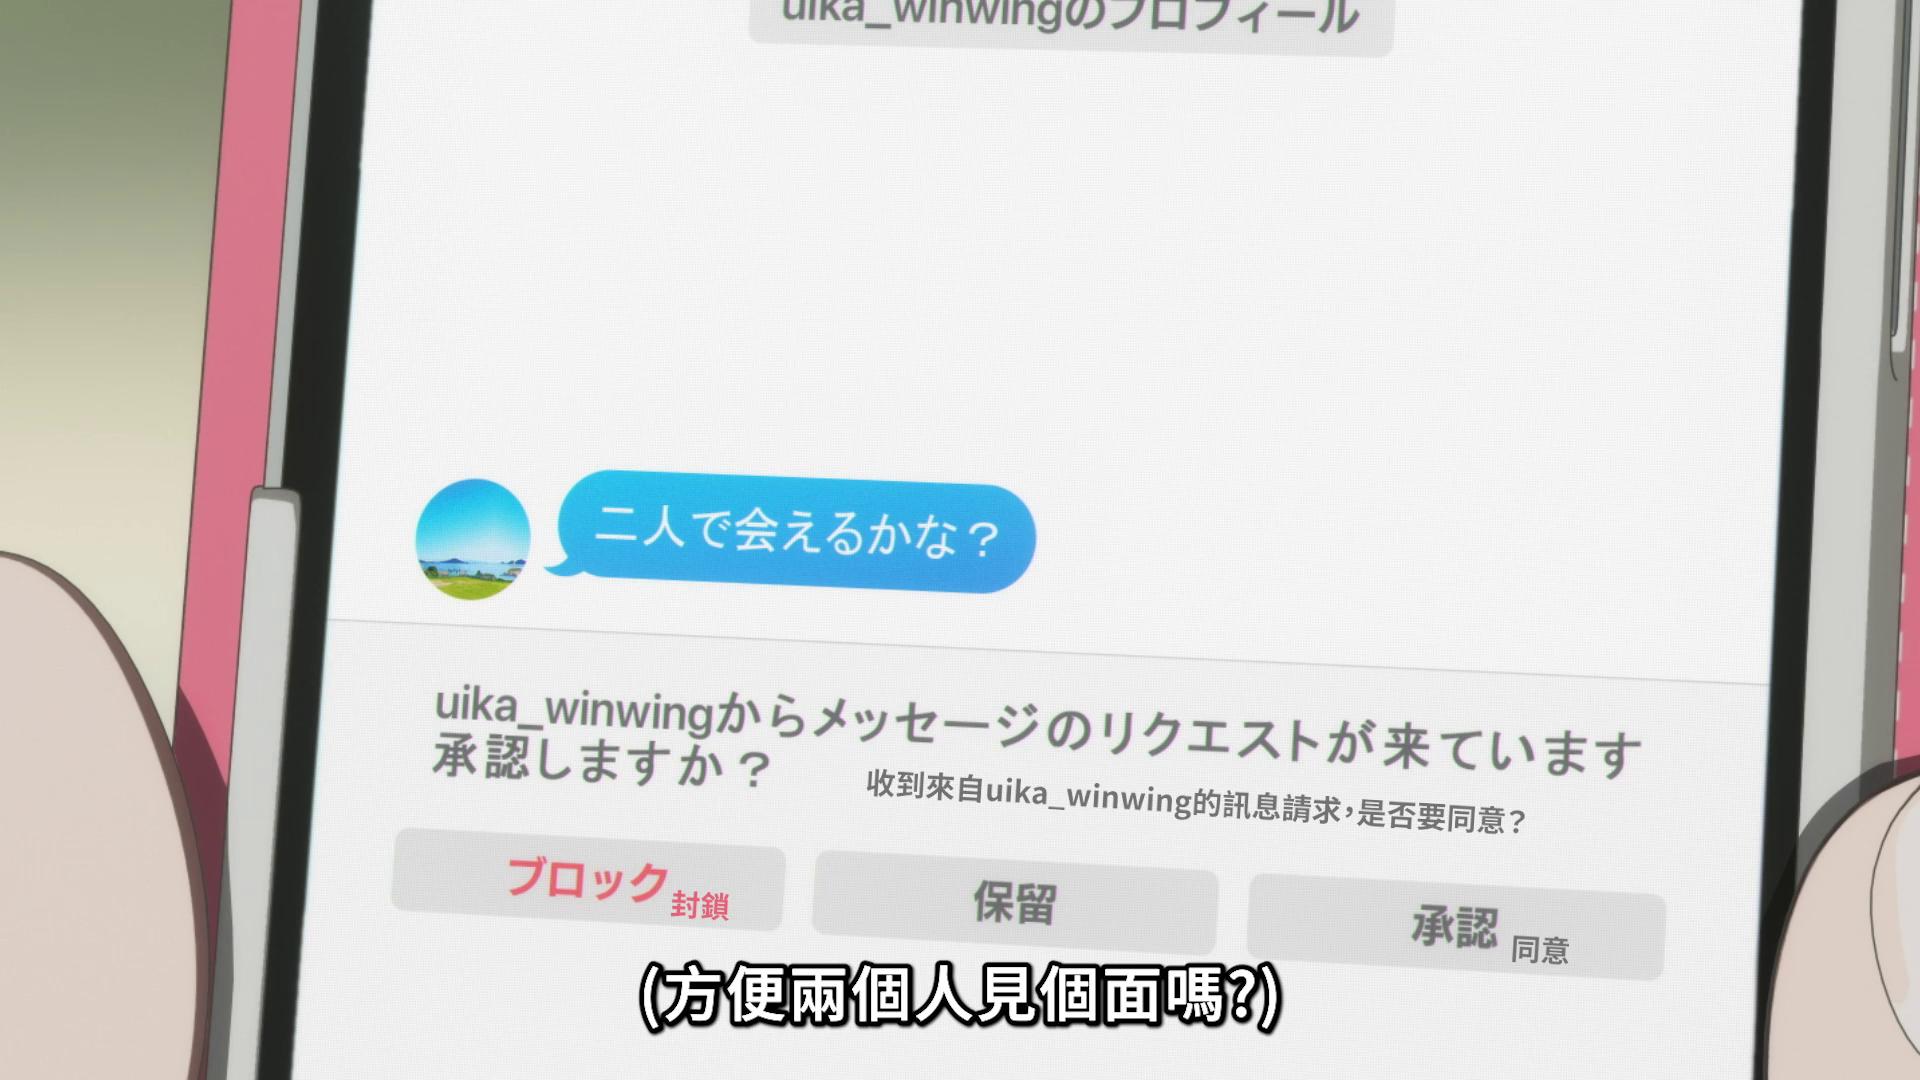 uika_winwingのプロフィール
二人で会えるかな？
uika_winwingからメッセージのリクエストが来ています
承認しますか？
收到來自uika_winwing的訊息請求，是否要同意？
ブロック 封鎖
保留
承認 同意
(方便兩個人見個面嗎?)